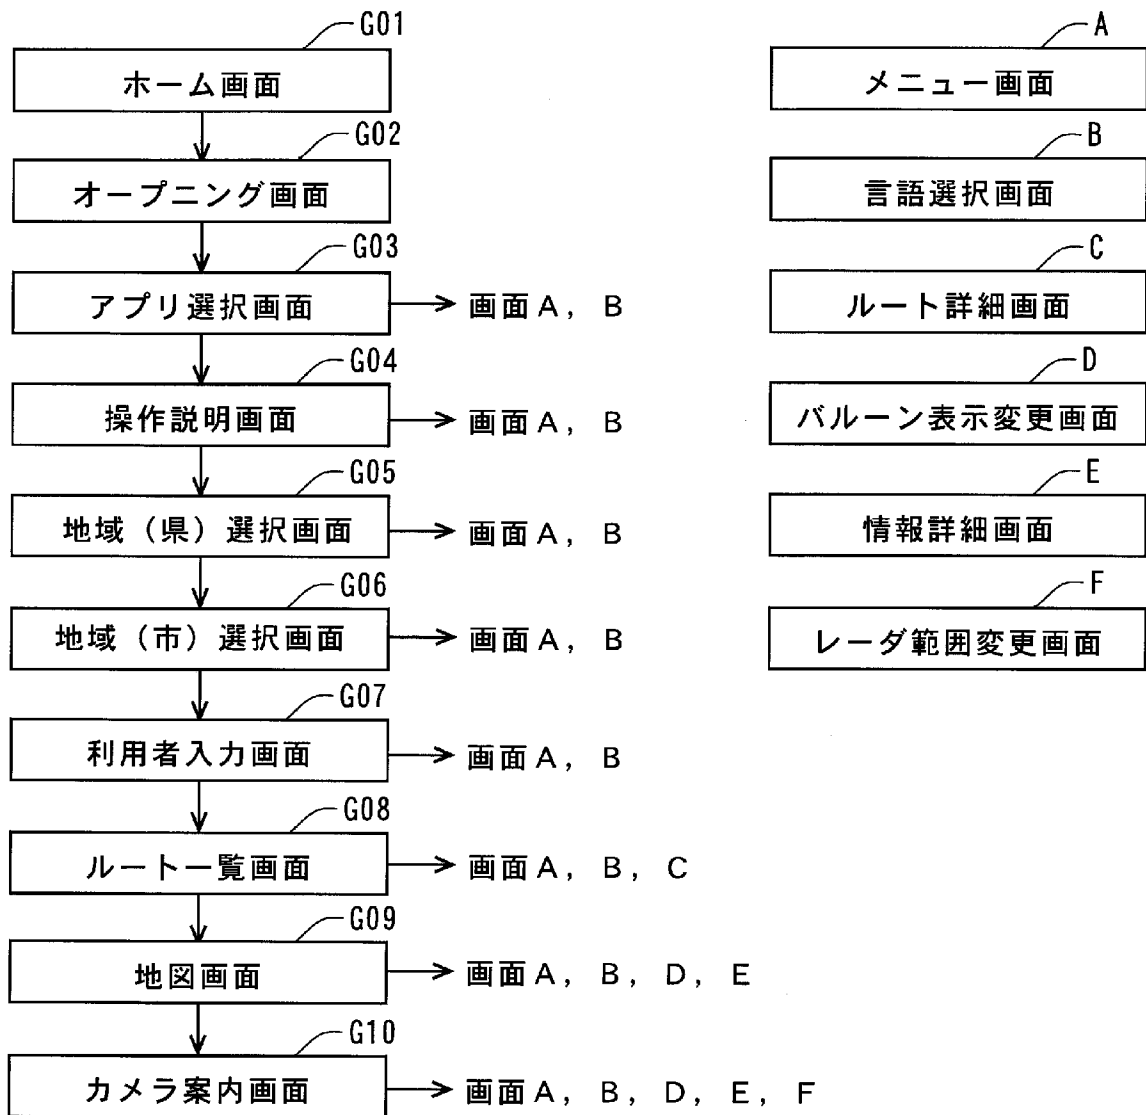 G01
ホーム画面
G02
オープニング画面
G03
アプリ選択画面
画面A, B
G04
操作説明画面
画面A, B
G05
地域（県）選択画面
画面A, B
G06
地域（市）選択画面
画面A, B
G07
利用者入力画面
画面A, B
G08
ルート一覧画面
画面A, B, C
G09
地図画面
画面A, B, D, E
G10
カメラ案内画面
画面A, B, D, E, F
A
メニュー画面
B
言語選択画面
C
ルート詳細画面
D
バルーン表示変更画面
E
情報詳細画面
F
レーダ範囲変更画面